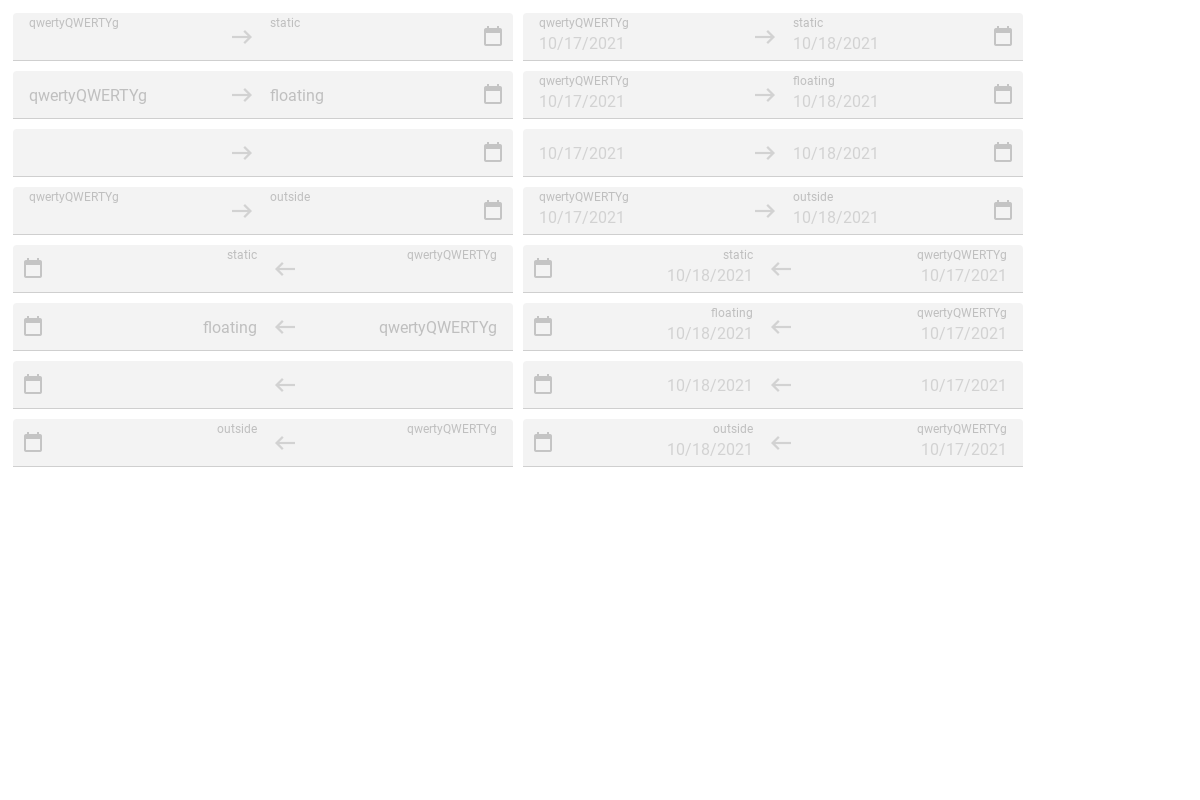 qwertyQWERTYg static qwertyQWERTYg static
10/17/2021 10/18/2021
qwertyQWERTYg floating qwertyQWERTYg floating
10/17/2021 10/18/2021
10/17/2021 10/18/2021
qwertyQWERTYg outside qwertyQWERTYg outside
10/17/2021 10/18/2021
static qwertyQWERTYg static qwertyQWERTYg
10/18/2021 10/17/2021
floating qwertyQWERTYg floating qwertyQWERTYg
10/18/2021 10/17/2021
10/18/2021 10/17/2021
outside qwertyQWERTYg outside qwertyQWERTYg
10/18/2021 10/17/2021